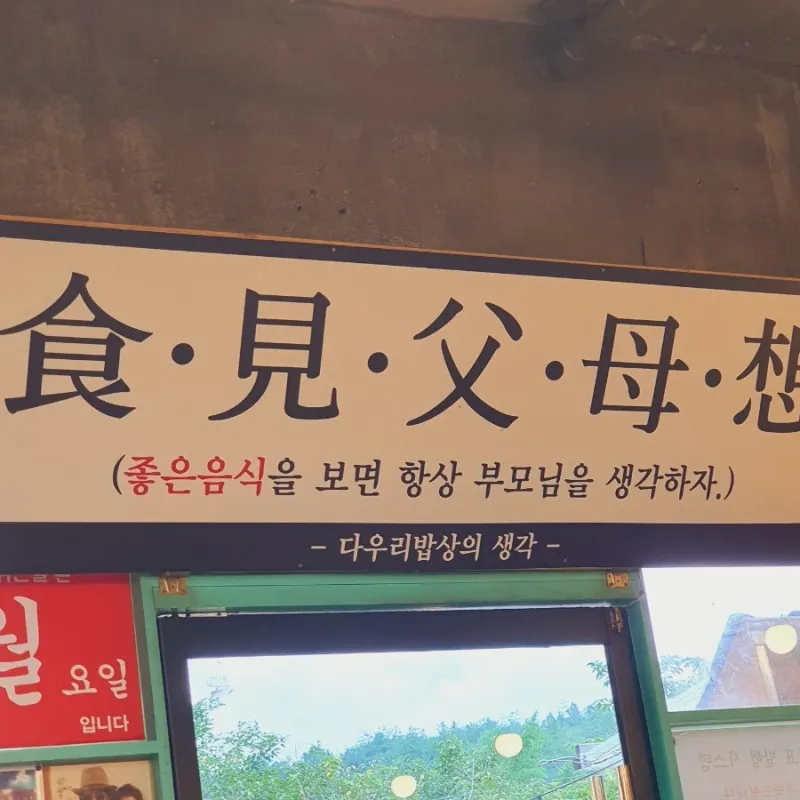 食·見·父·母·想
(좋은음식을 보면 항상 부모님을 생각하자.)
- 다우리밥상의 생각 -
월
요일
입니다